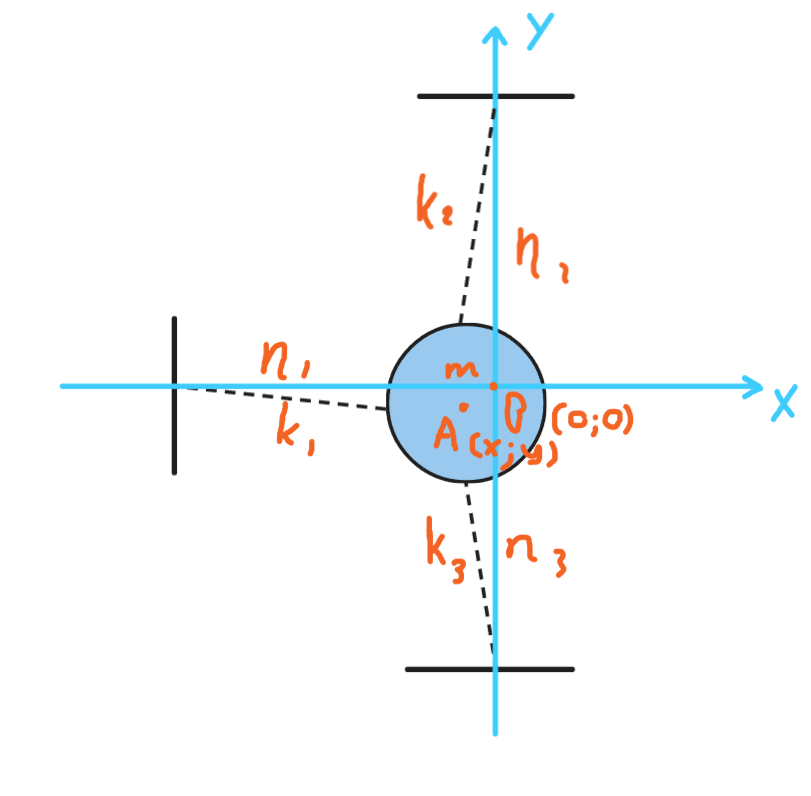 Y
k₂
n₂
n₁
m
X
k₁
B (0;0)
A (x;y)
k₃
n₃